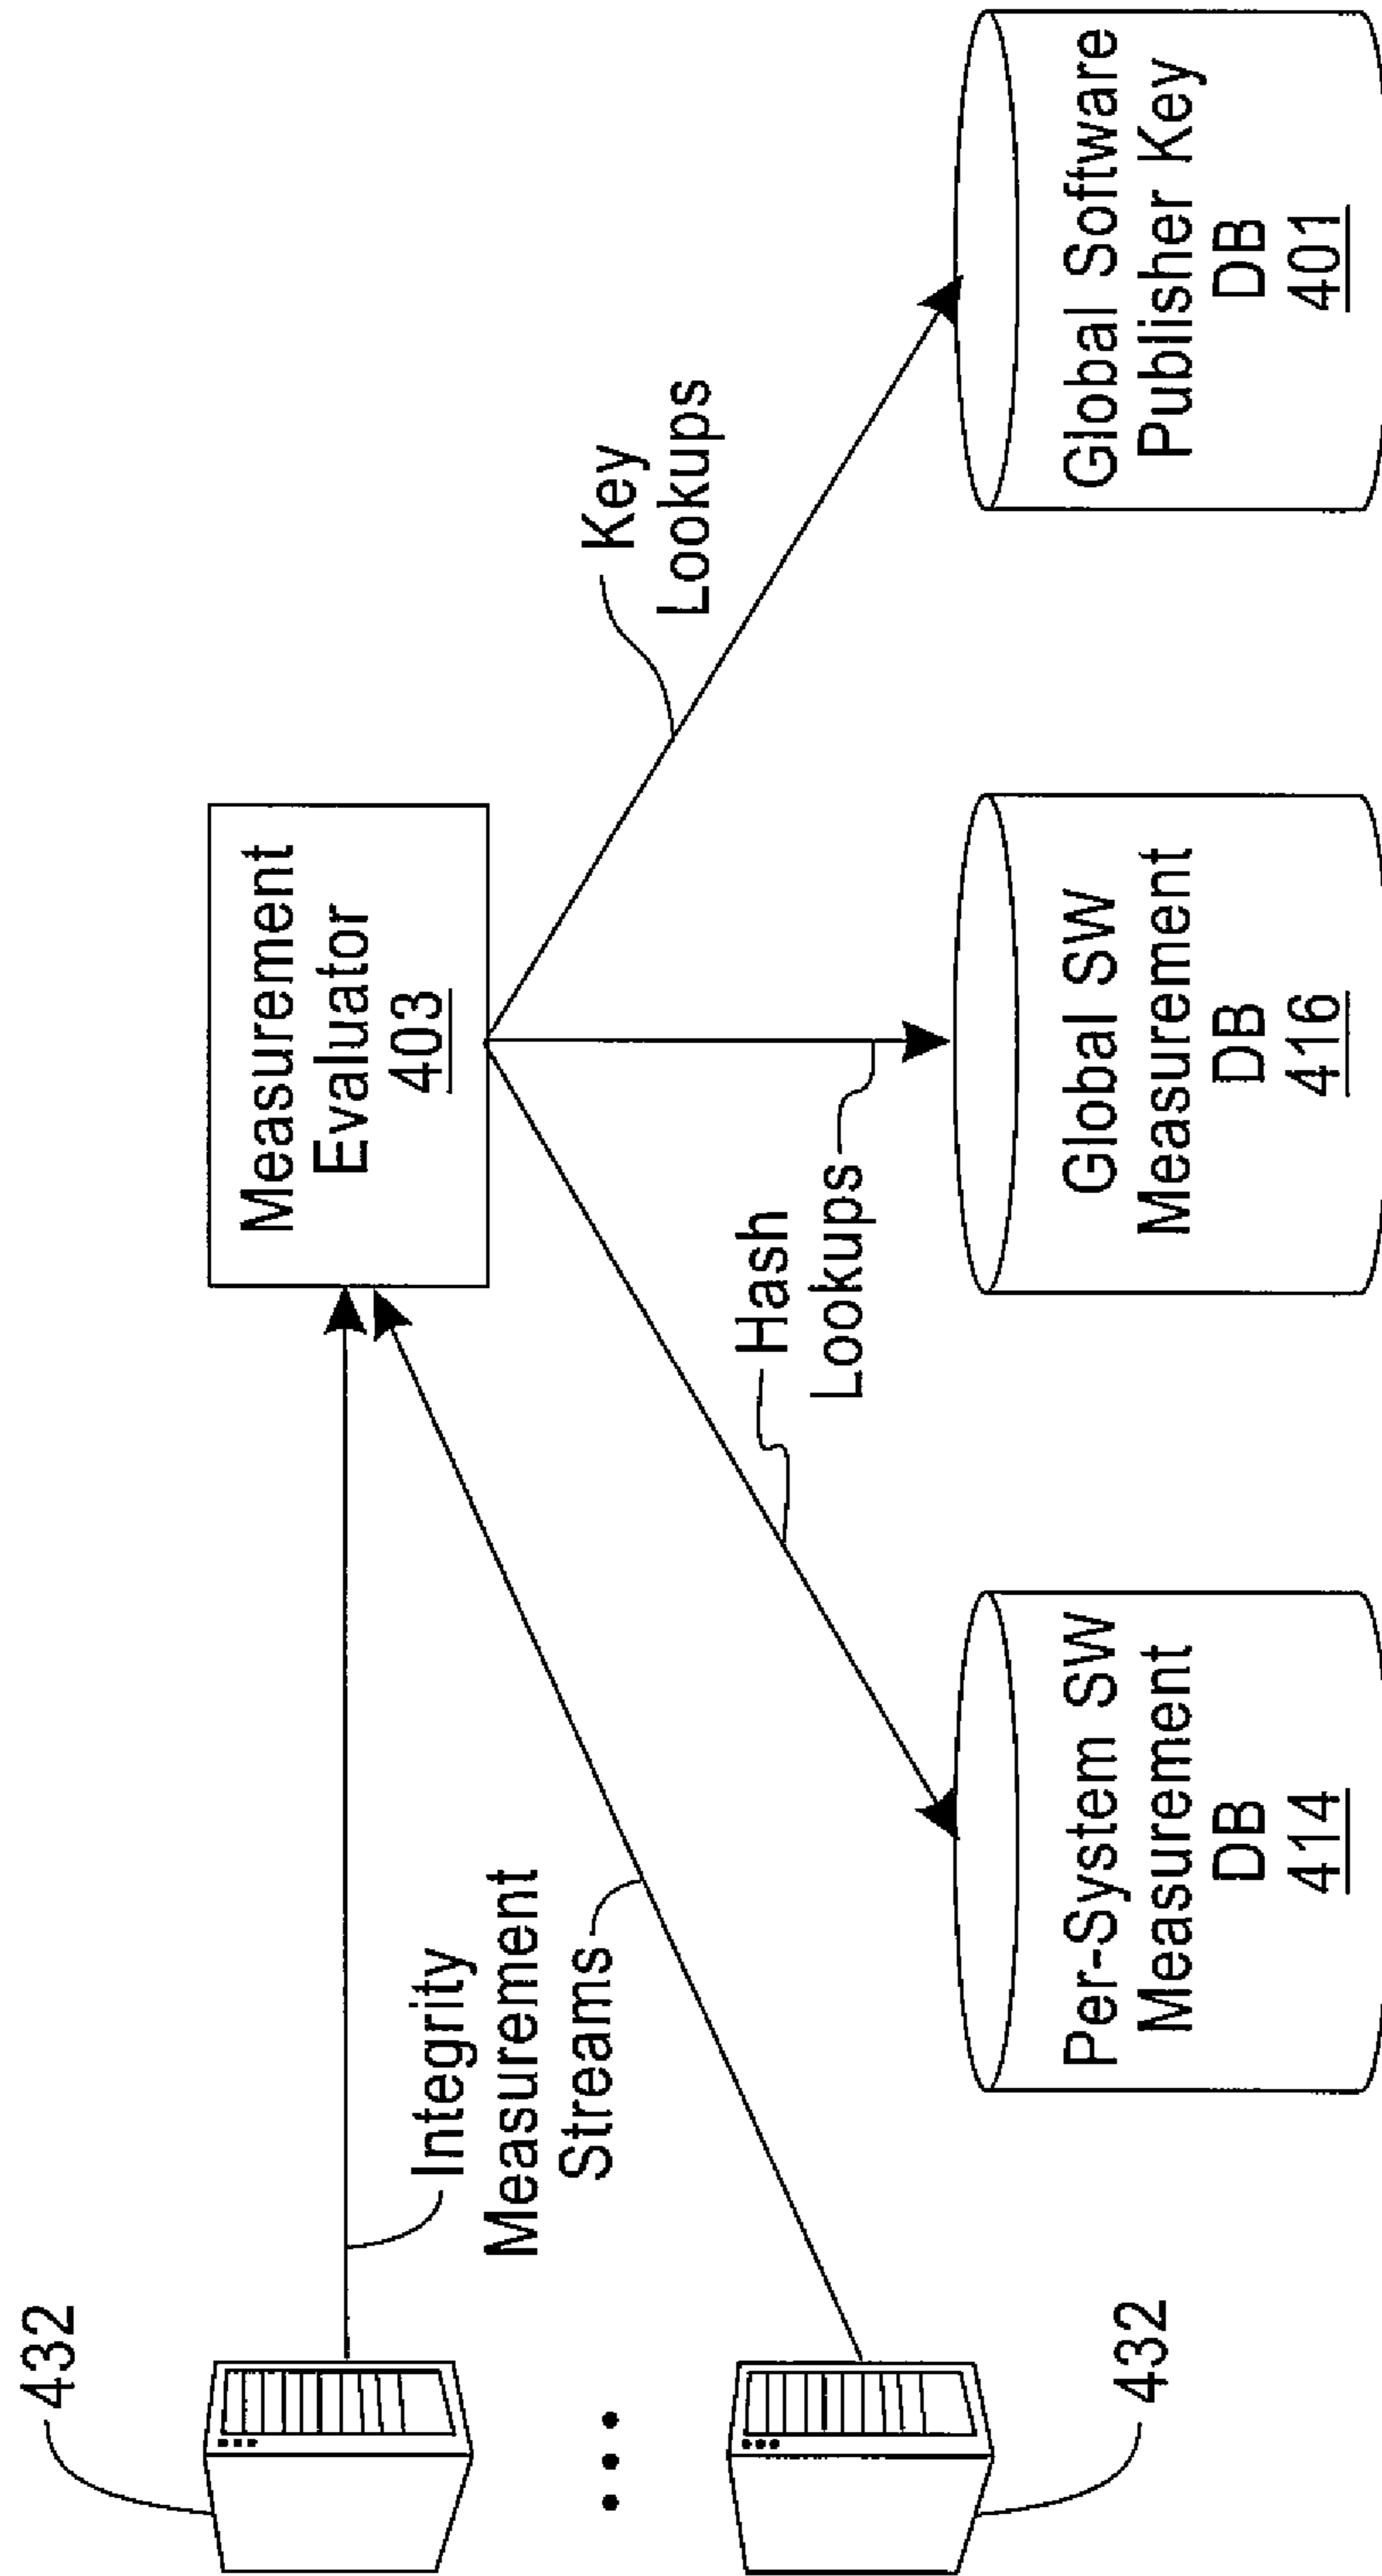 432
Integrity
Measurement
Streams
432
Measurement
Evaluator
403
Key
Lookups
Hash
Lookups
Per-System SW
Measurement
DB
414
Global SW
Measurement
DB
416
Global Software
Publisher Key
DB
401